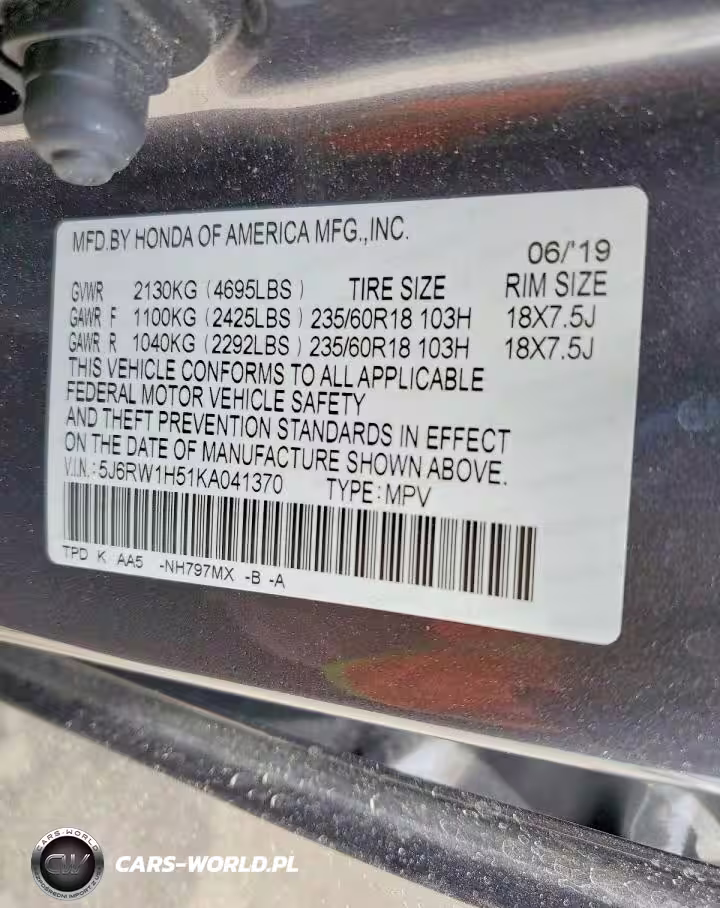 MFD.BY HONDA OF AMERICA MFG.,INC.
06/'19
GVWR 2130KG (4695LBS) TIRE SIZE RIM SIZE
GAWR F 1100KG (2425LBS) 235/60R18 103H 18X7.5J
GAWR R 1040KG (2292LBS) 235/60R18 103H 18X7.5J
THIS VEHICLE CONFORMS TO ALL APPLICABLE
FEDERAL MOTOR VEHICLE SAFETY
AND THEFT PREVENTION STANDARDS IN EFFECT
ON THE DATE OF MANUFACTURE SHOWN ABOVE.
V.I.N.:5J6RW1H51KA041370 TYPE:MPV
TPD K AA5 -NH797MX -B -A
CARS-WORLD
CW
CARS-WORLD.PL